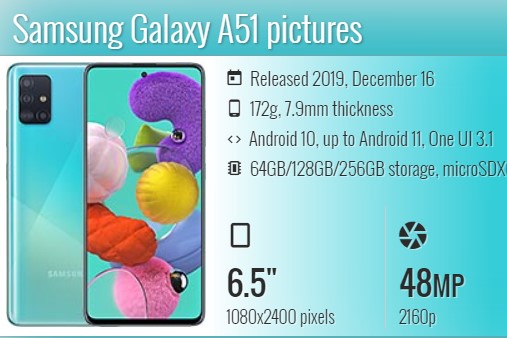 Samsung Galaxy A51 pictures
Released 2019, December 16
172g, 7.9mm thickness
Android 10, up to Android 11, One UI 3.1
64GB/128GB/256GB storage, microSDX
SAMSUNG
6.5"
48MP
1080x2400 pixels
2160p